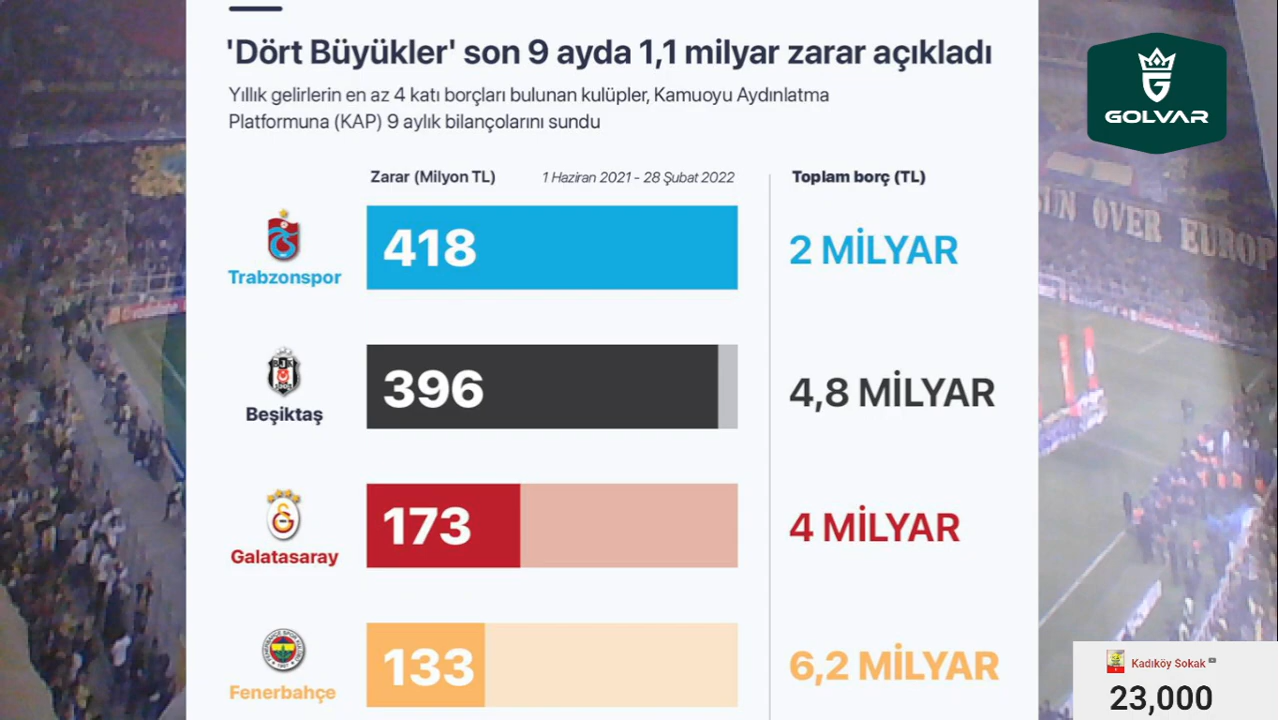 'Dört Büyükler' son 9 ayda 1,1 milyar zarar açıkladı
Yıllık gelirlerin en az 4 katı borçları bulunan kulüpler, Kamuoyu Aydınlatma
Platformuna (KAP) 9 aylık bilançolarını sundu
GOLVAR
Zarar (Milyon TL) 1 Haziran 2021 - 28 Şubat 2022 Toplam borç (TL)
OVER EUROP
418 2 MİLYAR
Trabzonspor
BJK
396 4,8 MİLYAR
Beşiktaş
173 4 MİLYAR
Galatasaray
133 6,2 MİLYAR
Fenerbahçe
Kadıköy Sokak
23,000